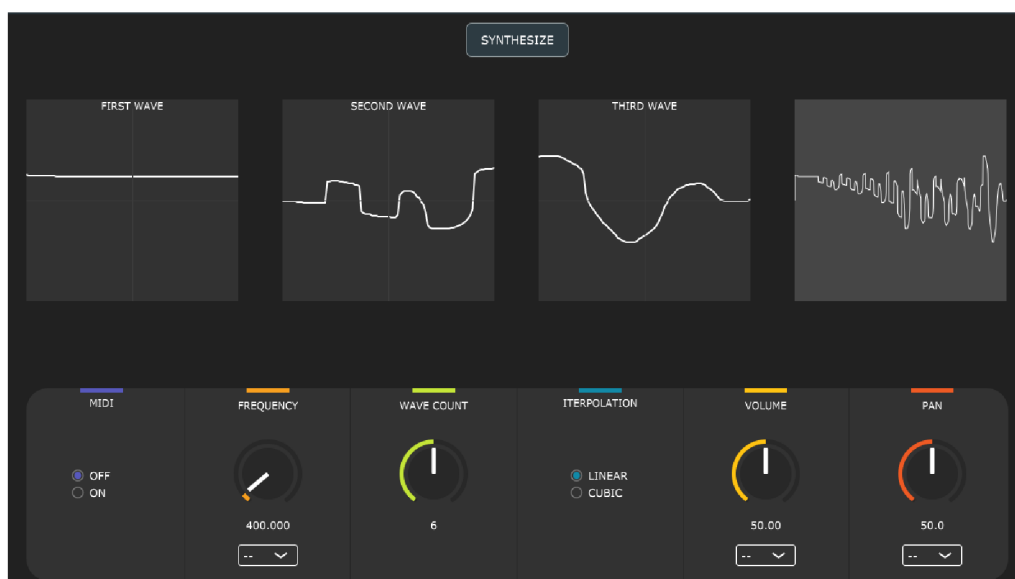 SYNTHESIZE
FIRST WAVE
SECOND WAVE
THIRD WAVE
MIDI
FREQUENCY
WAVE COUNT
ITERPOLATION
VOLUME
PAN
OFF
ON
LINEAR
CUBIC
400.000
6
50.00
50.0
--
--
--